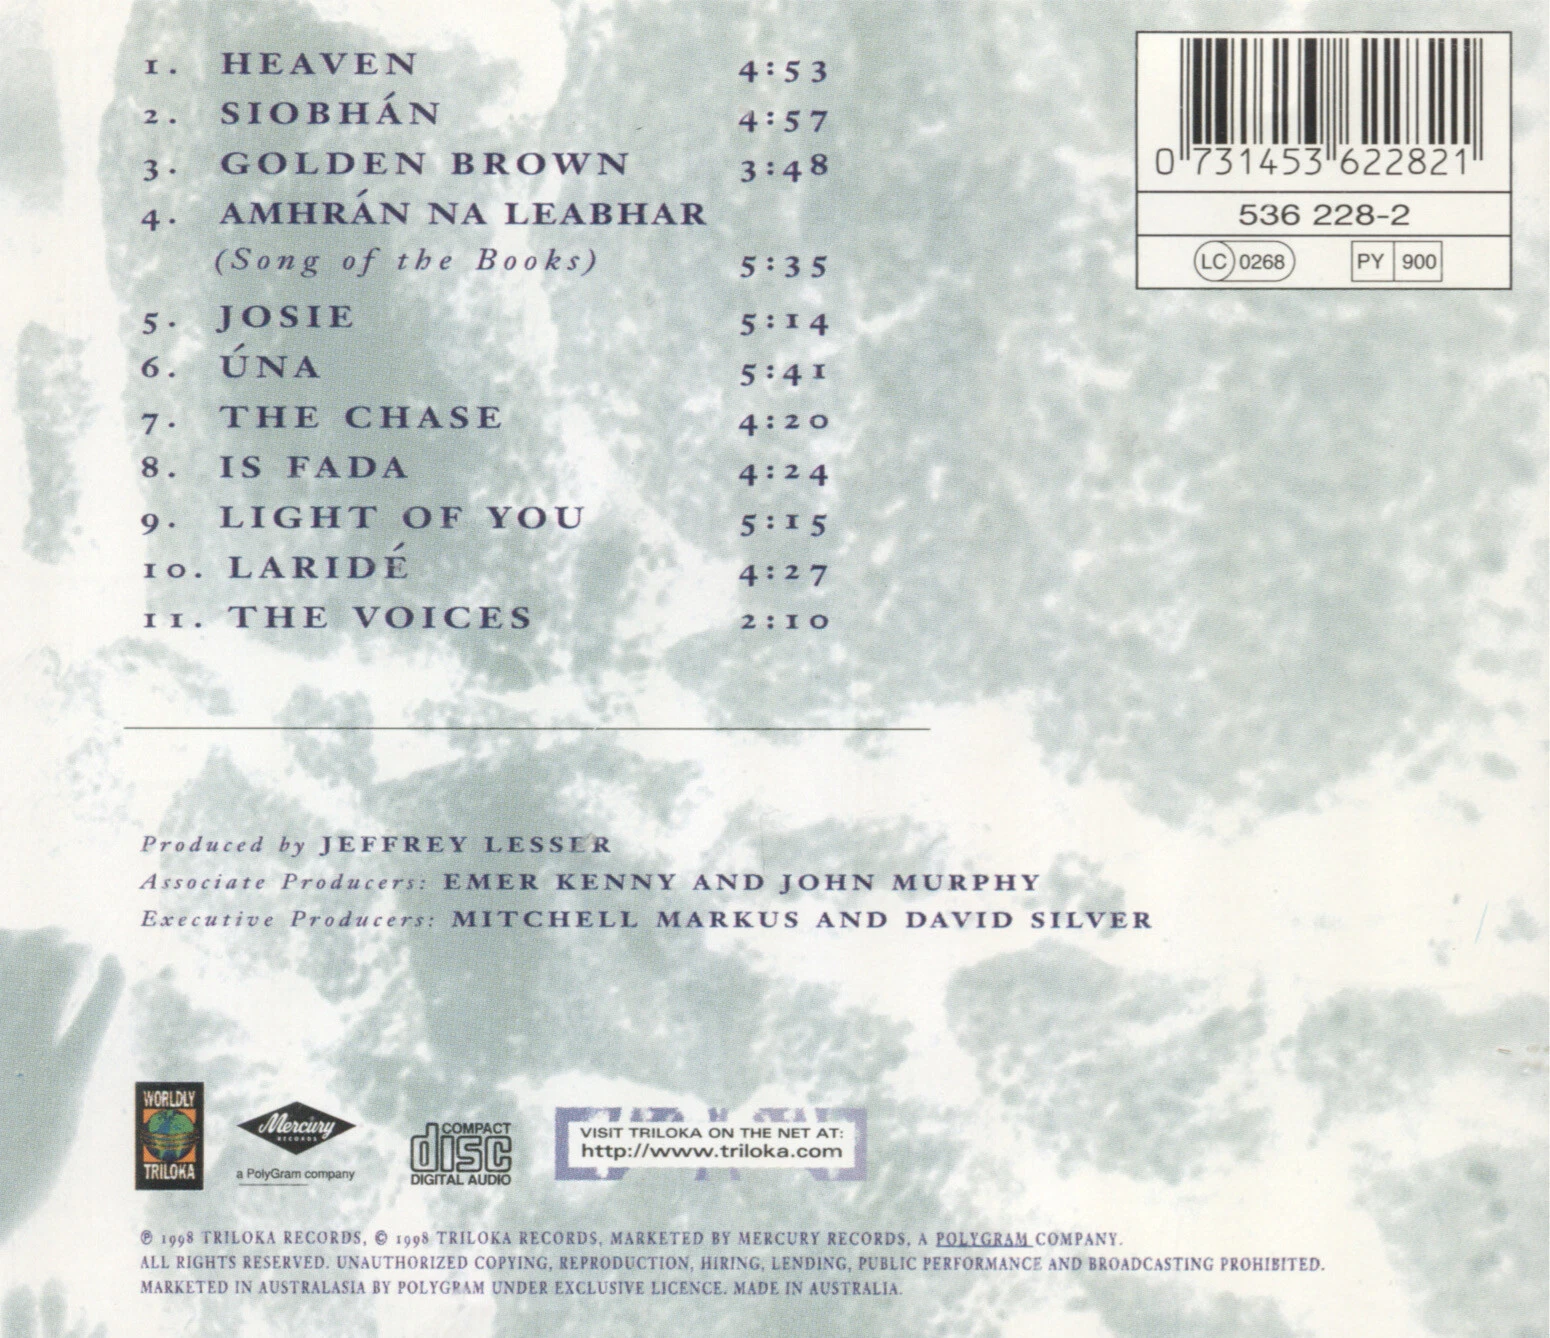 1. HEAVEN 4:53
2. SIOBHÁN 4:57
3. GOLDEN BROWN 3:48
4. AMHRÁN NA LEABHAR
(Song of the Books) 5:35
5. JOSIE 5:14
6. ÚNA 5:41
7. THE CHASE 4:20
8. IS FADA 4:24
9. LIGHT OF YOU 5:15
10. LARIDÉ 4:27
11. THE VOICES 2:10
0 731453 622821
536 228-2
LC 0268 PY 900
Produced by JEFFREY LESSER
Associate Producers: EMER KENNY AND JOHN MURPHY
Executive Producers: MITCHELL MARKUS AND DAVID SILVER
WORLDLY
TRILOKA
Mercury
RECORDS
a PolyGram company
COMPACT
disc
DIGITAL AUDIO
VISIT TRILOKA ON THE NET AT:
http://www.triloka.com
℗ 1998 TRILOKA RECORDS, © 1998 TRILOKA RECORDS, MARKETED BY MERCURY RECORDS, A POLYGRAM COMPANY.
ALL RIGHTS RESERVED. UNAUTHORIZED COPYING, REPRODUCTION, HIRING, LENDING, PUBLIC PERFORMANCE AND BROADCASTING PROHIBITED.
MARKETED IN AUSTRALASIA BY POLYGRAM UNDER EXCLUSIVE LICENCE. MADE IN AUSTRALIA.